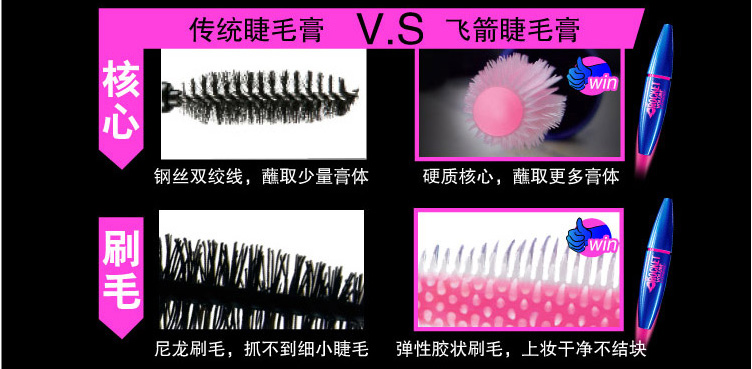 传统睫毛膏 V.S 飞箭睫毛膏
核心
win
钢丝双绞线，蘸取少量膏体
硬质核心，蘸取更多膏体
刷毛
win
尼龙刷毛，抓不到细小睫毛
弹性胶状刷毛，上妆干净不结块